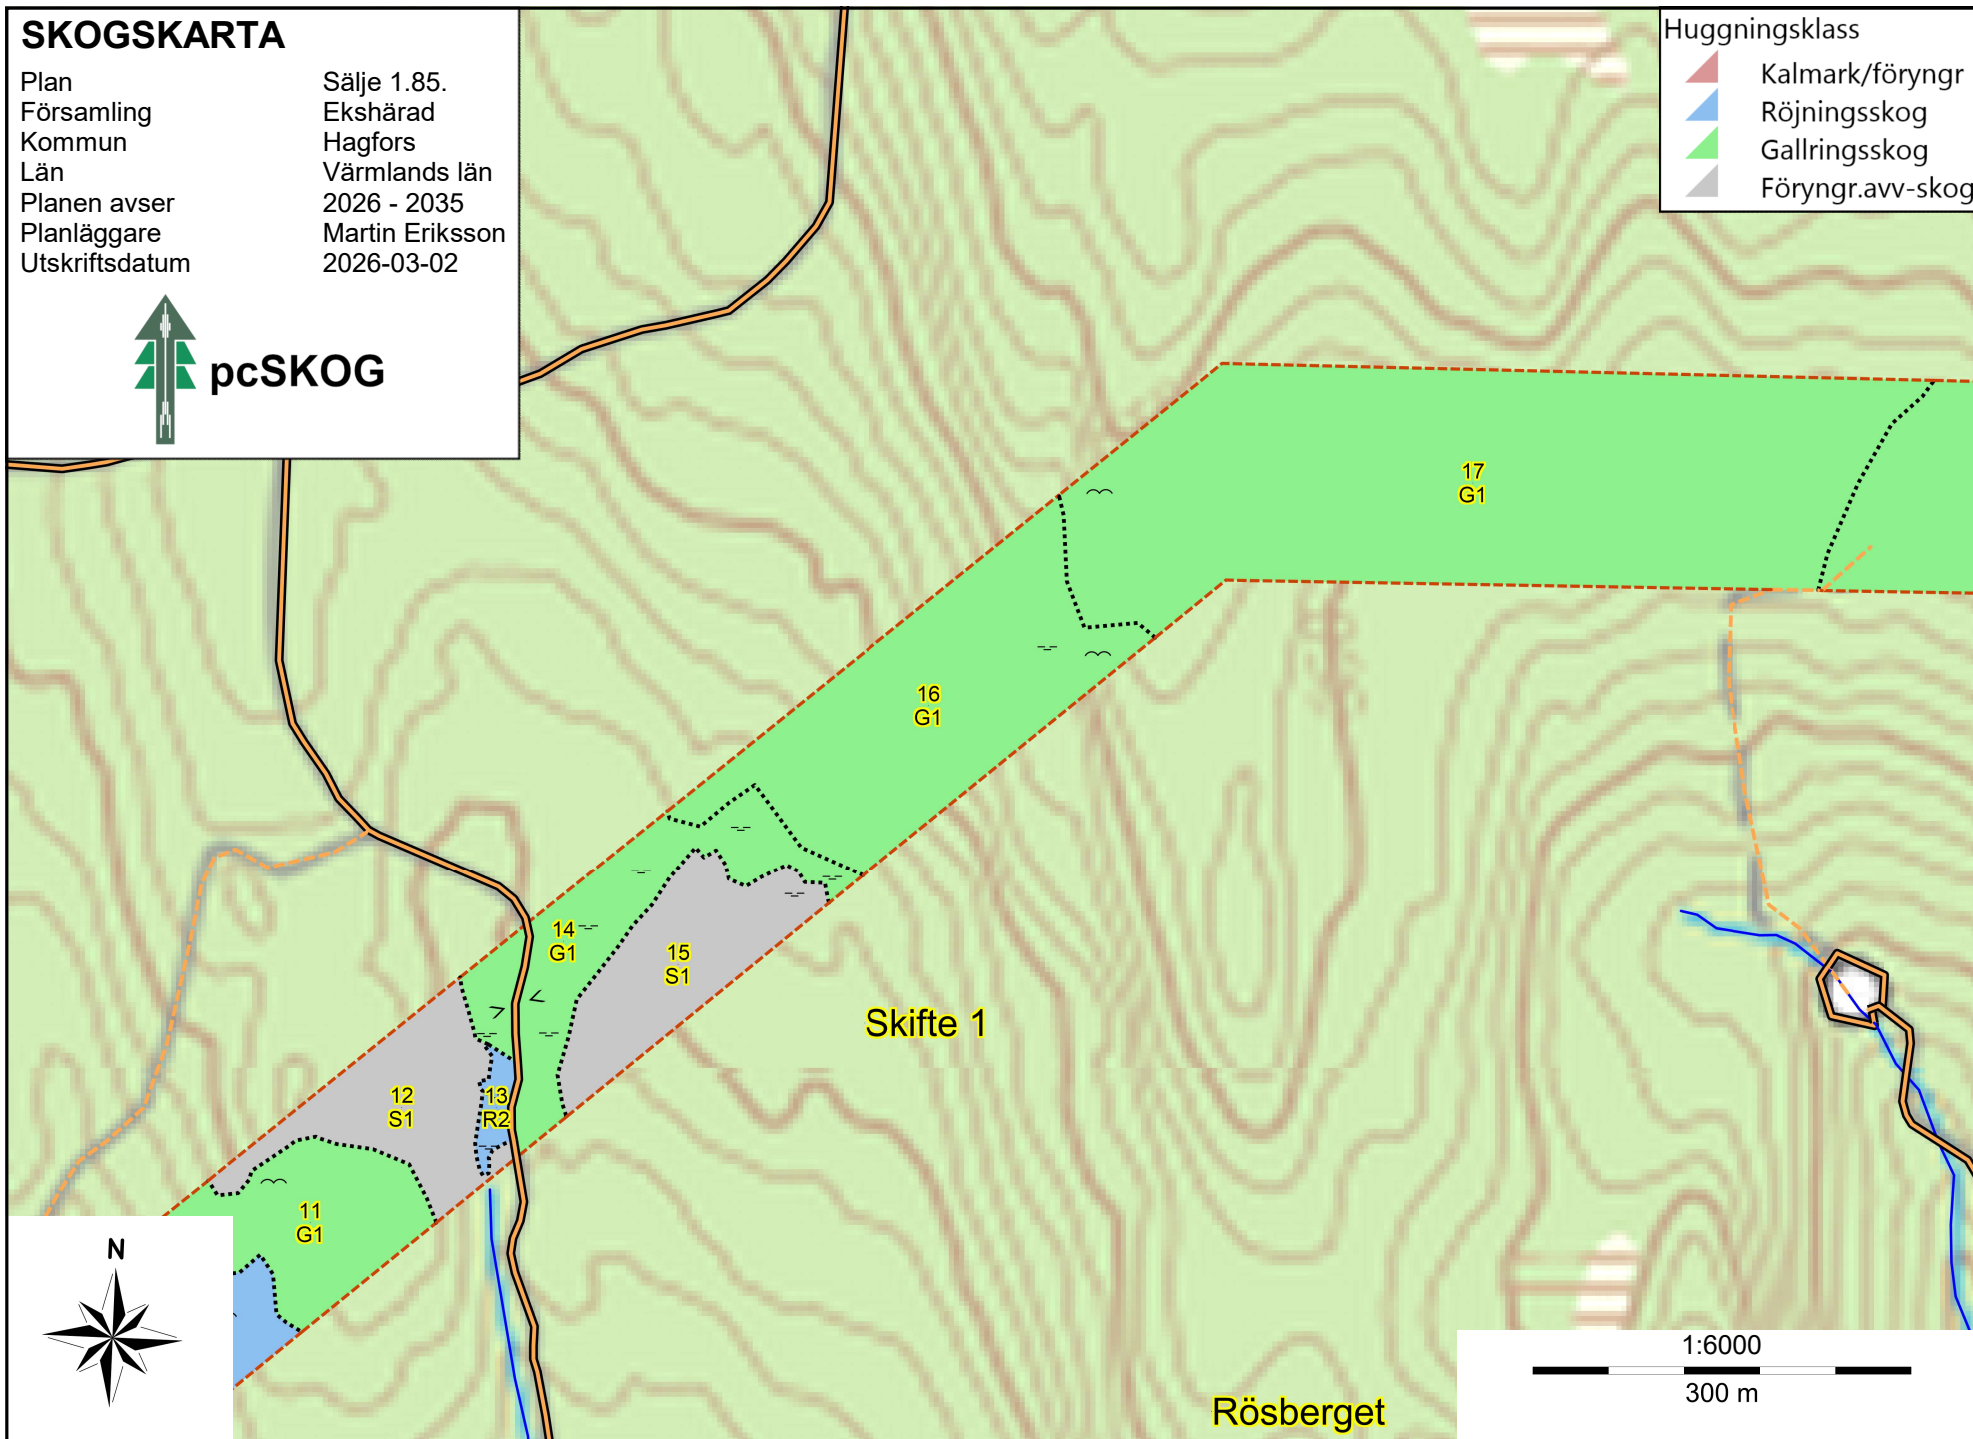 SKOGSKARTA
Plan Sälje 1.85.
Församling Ekshärad
Kommun Hagfors
Län Värmlands län
Planen avser 2026 - 2035
Planläggare Martin Eriksson
Utskriftsdatum 2026-03-02
pcSKOG
Huggningsklass
Kalmark/föryngr
Röjningsskog
Gallringsskog
Föryngr.avv-skog
17
G1
16
G1
14
G1
15
S1
Skifte 1
12
S1
13
R2
11
G1
N
Rösberget
1:6000
300 m